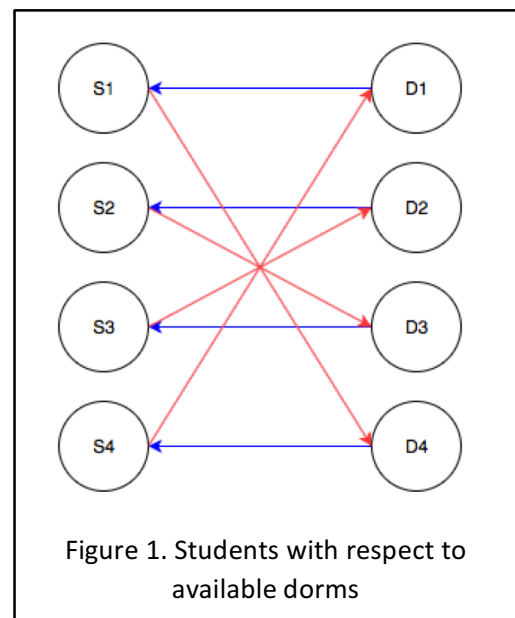 S1 D1
S2 D2
S3 D3
S4 D4
Figure 1. Students with respect to
available dorms